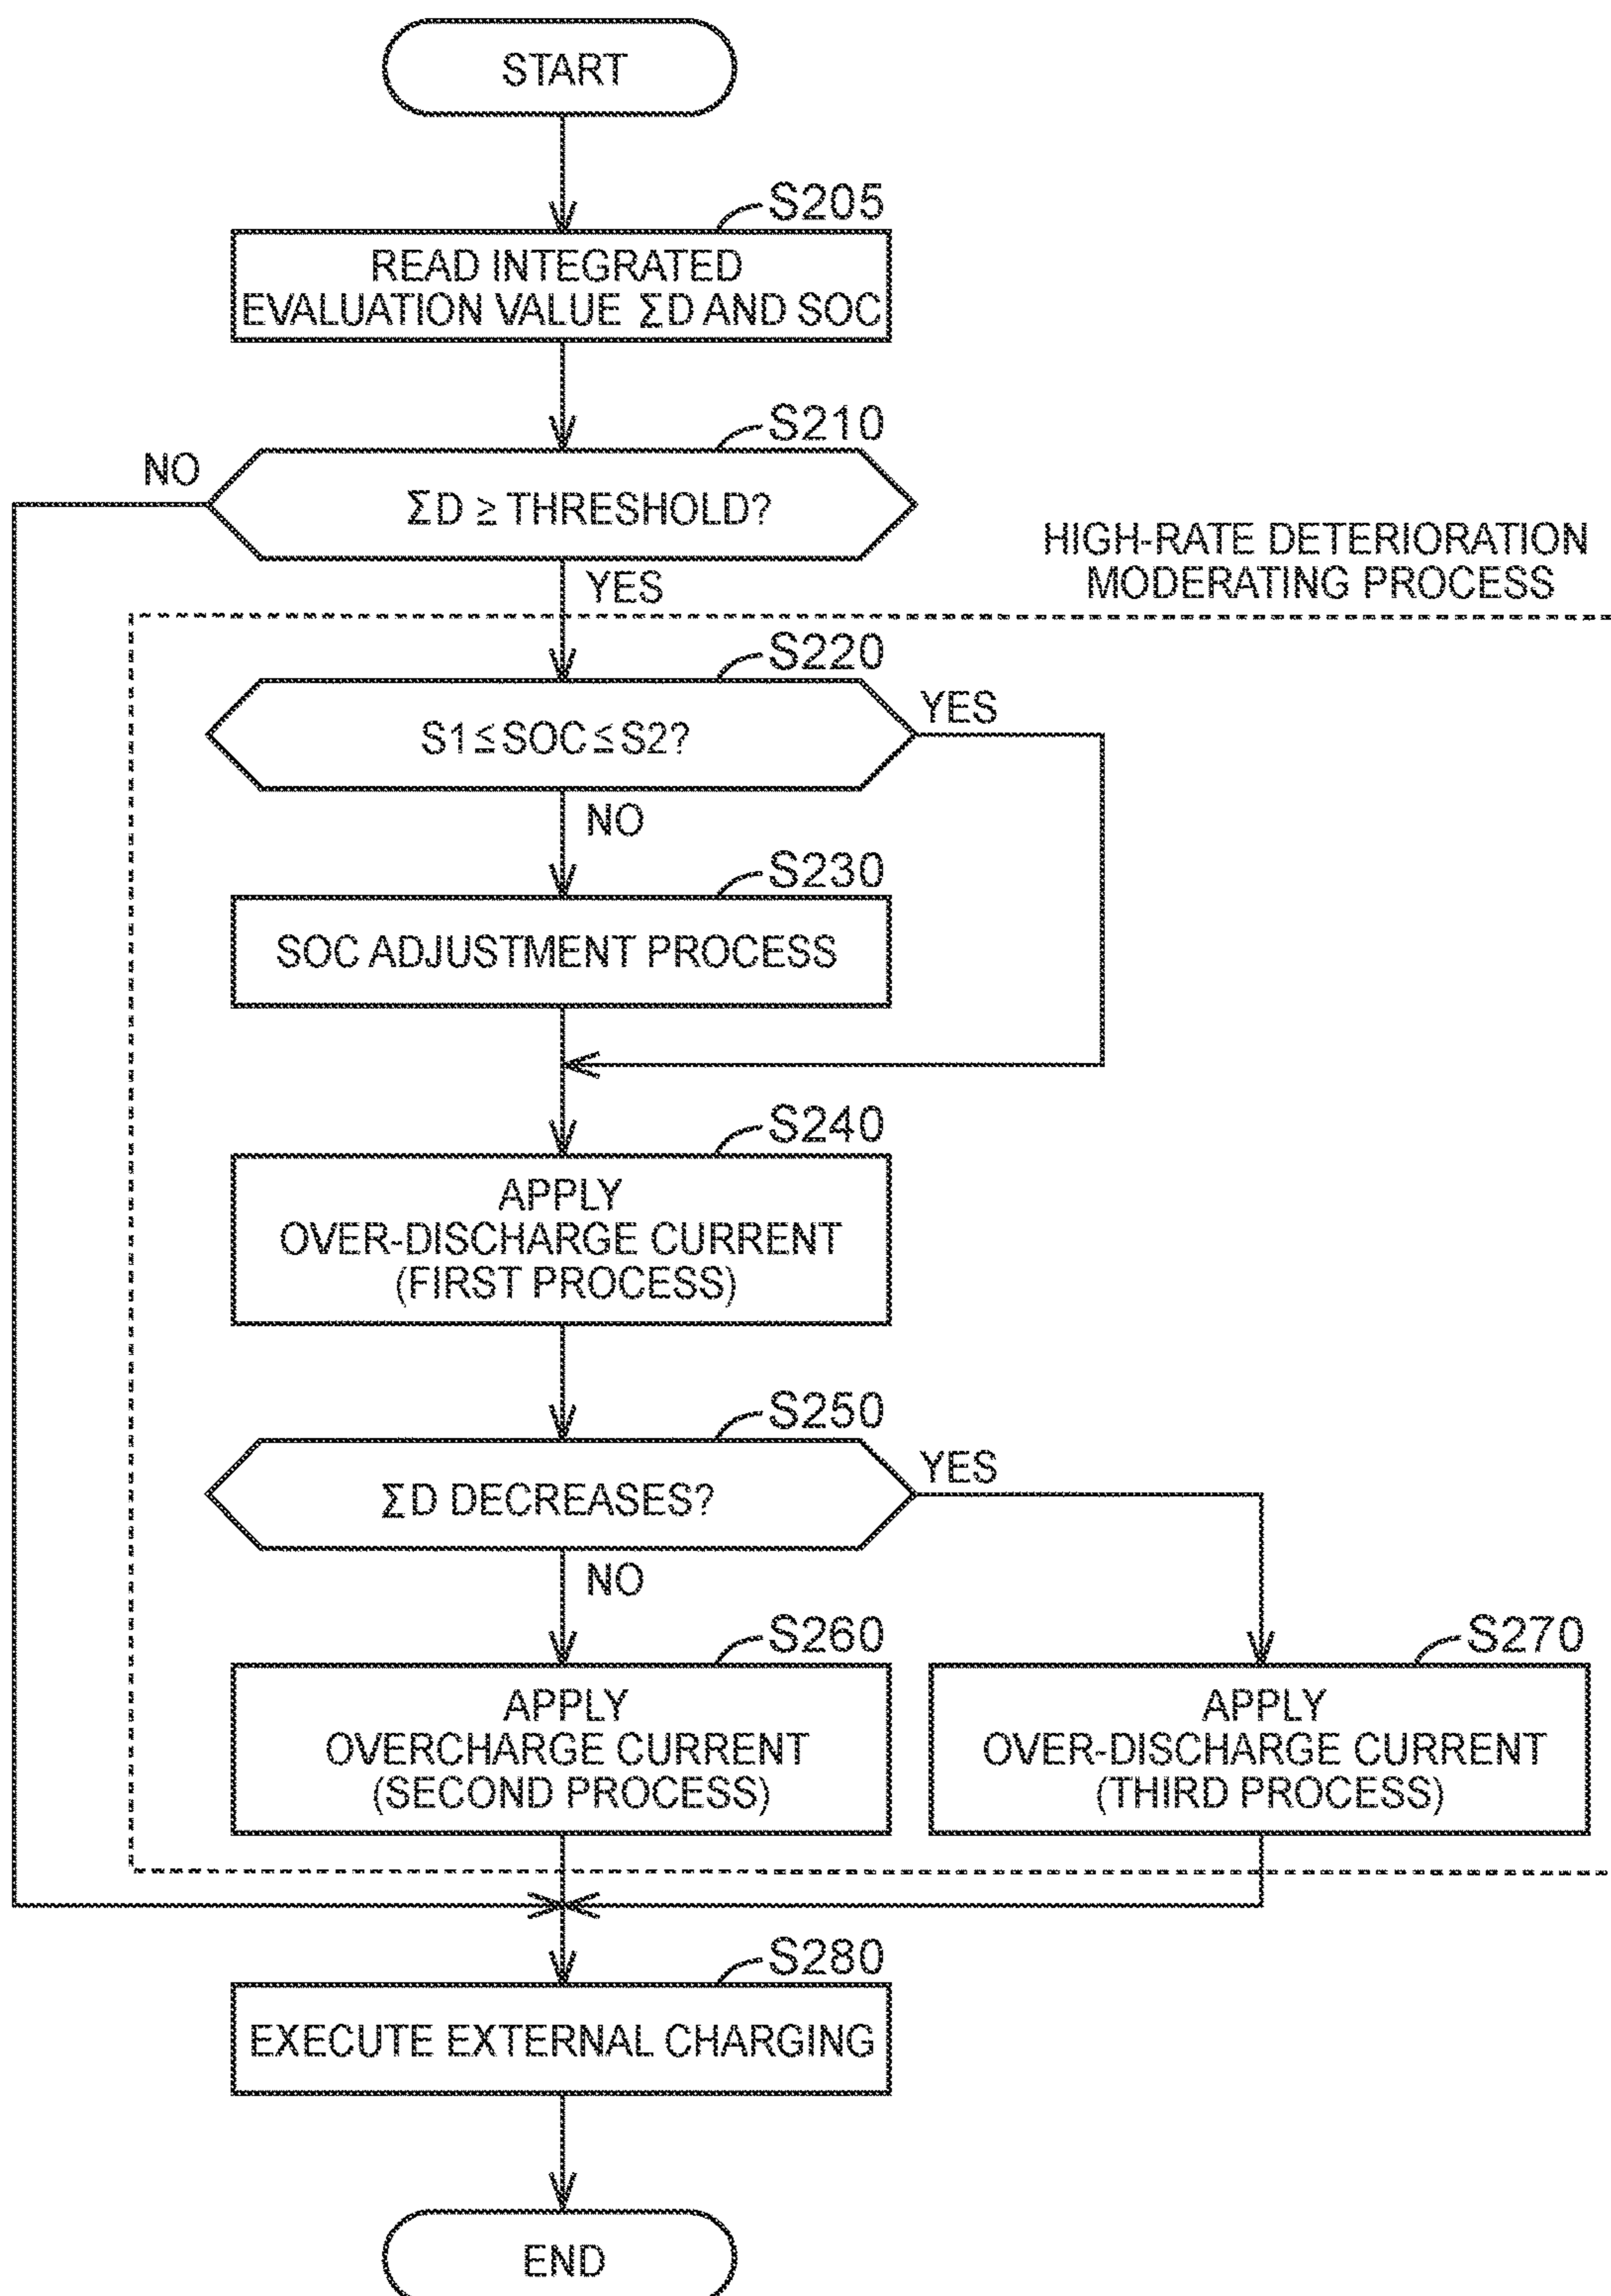 START
S205
READ INTEGRATED
EVALUATION VALUE ΣD AND SOC
S210
NO
ΣD ≥ THRESHOLD?
YES
HIGH-RATE DETERIORATION
MODERATING PROCESS
S220
YES
S1≦SOC≦S2?
NO
S230
SOC ADJUSTMENT PROCESS
S240
APPLY
OVER-DISCHARGE CURRENT
(FIRST PROCESS)
S250
YES
ΣD DECREASES?
NO
S260
APPLY
OVERCHARGE CURRENT
(SECOND PROCESS)
S270
APPLY
OVER-DISCHARGE CURRENT
(THIRD PROCESS)
S280
EXECUTE EXTERNAL CHARGING
END